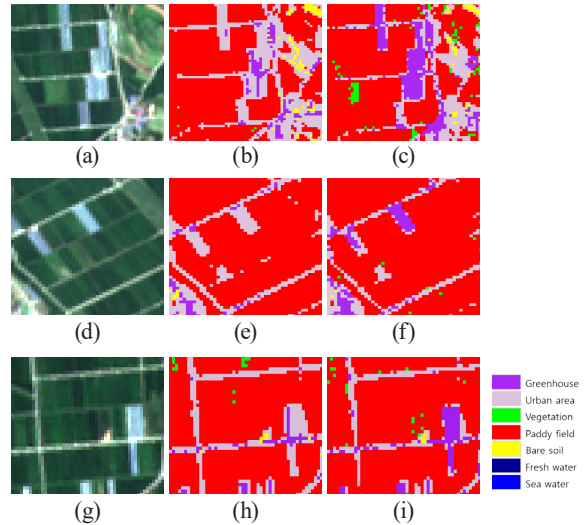 (a)
(b)
(c)
(d)
(e)
(f)
Greenhouse
Urban area
Vegetation
Paddy field
Bare soil
Fresh water
Sea water
(g)
(h)
(i)